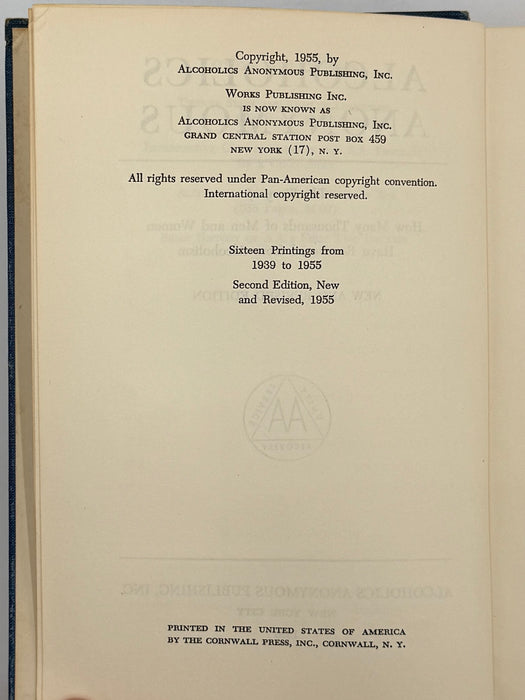 Copyright, 1955, by
Alcoholics Anonymous Publishing, Inc.
Works Publishing Inc.
is now known as
Alcoholics Anonymous Publishing, Inc.
grand central station post box 459
new york (17), n. y.
All rights reserved under Pan-American copyright convention.
International copyright reserved.
Sixteen Printings from
1939 to 1955
Second Edition, New
and Revised, 1955
PRINTED IN THE UNITED STATES OF AMERICA
BY THE CORNWALL PRESS, INC., CORNWALL, N. Y.